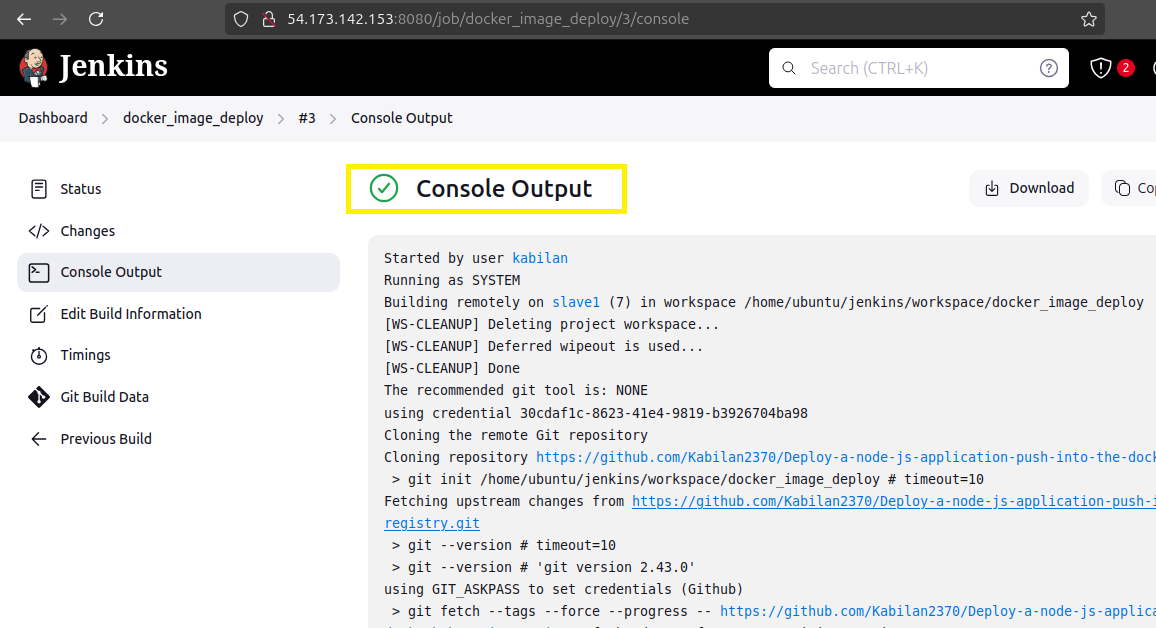 54.173.142.153:8080/job/docker_image_deploy/3/console
Jenkins
Search (CTRL+K)
2
Dashboard > docker_image_deploy > #3 > Console Output
Status
Changes
Console Output
Edit Build Information
Timings
Git Build Data
Previous Build
Console Output
Download
Started by user kabilan
Running as SYSTEM
Building remotely on slave1 (7) in workspace /home/ubuntu/jenkins/workspace/docker_image_deploy
[WS-CLEANUP] Deleting project workspace...
[WS-CLEANUP] Deferred wipeout is used...
[WS-CLEANUP] Done
The recommended git tool is: NONE
using credential 30cdaf1c-8623-41e4-9819-b3926704ba98
Cloning the remote Git repository
Cloning repository https://github.com/Kabilan2370/Deploy-a-node-js-application-push-into-the-dock
> git init /home/ubuntu/jenkins/workspace/docker_image_deploy # timeout=10
Fetching upstream changes from https://github.com/Kabilan2370/Deploy-a-node-js-application-push-i
registry.git
> git --version # timeout=10
> git --version # 'git version 2.43.0'
using GIT_ASKPASS to set credentials (Github)
> git fetch --tags --force --progress -- https://github.com/Kabilan2370/Deploy-a-node-js-applica